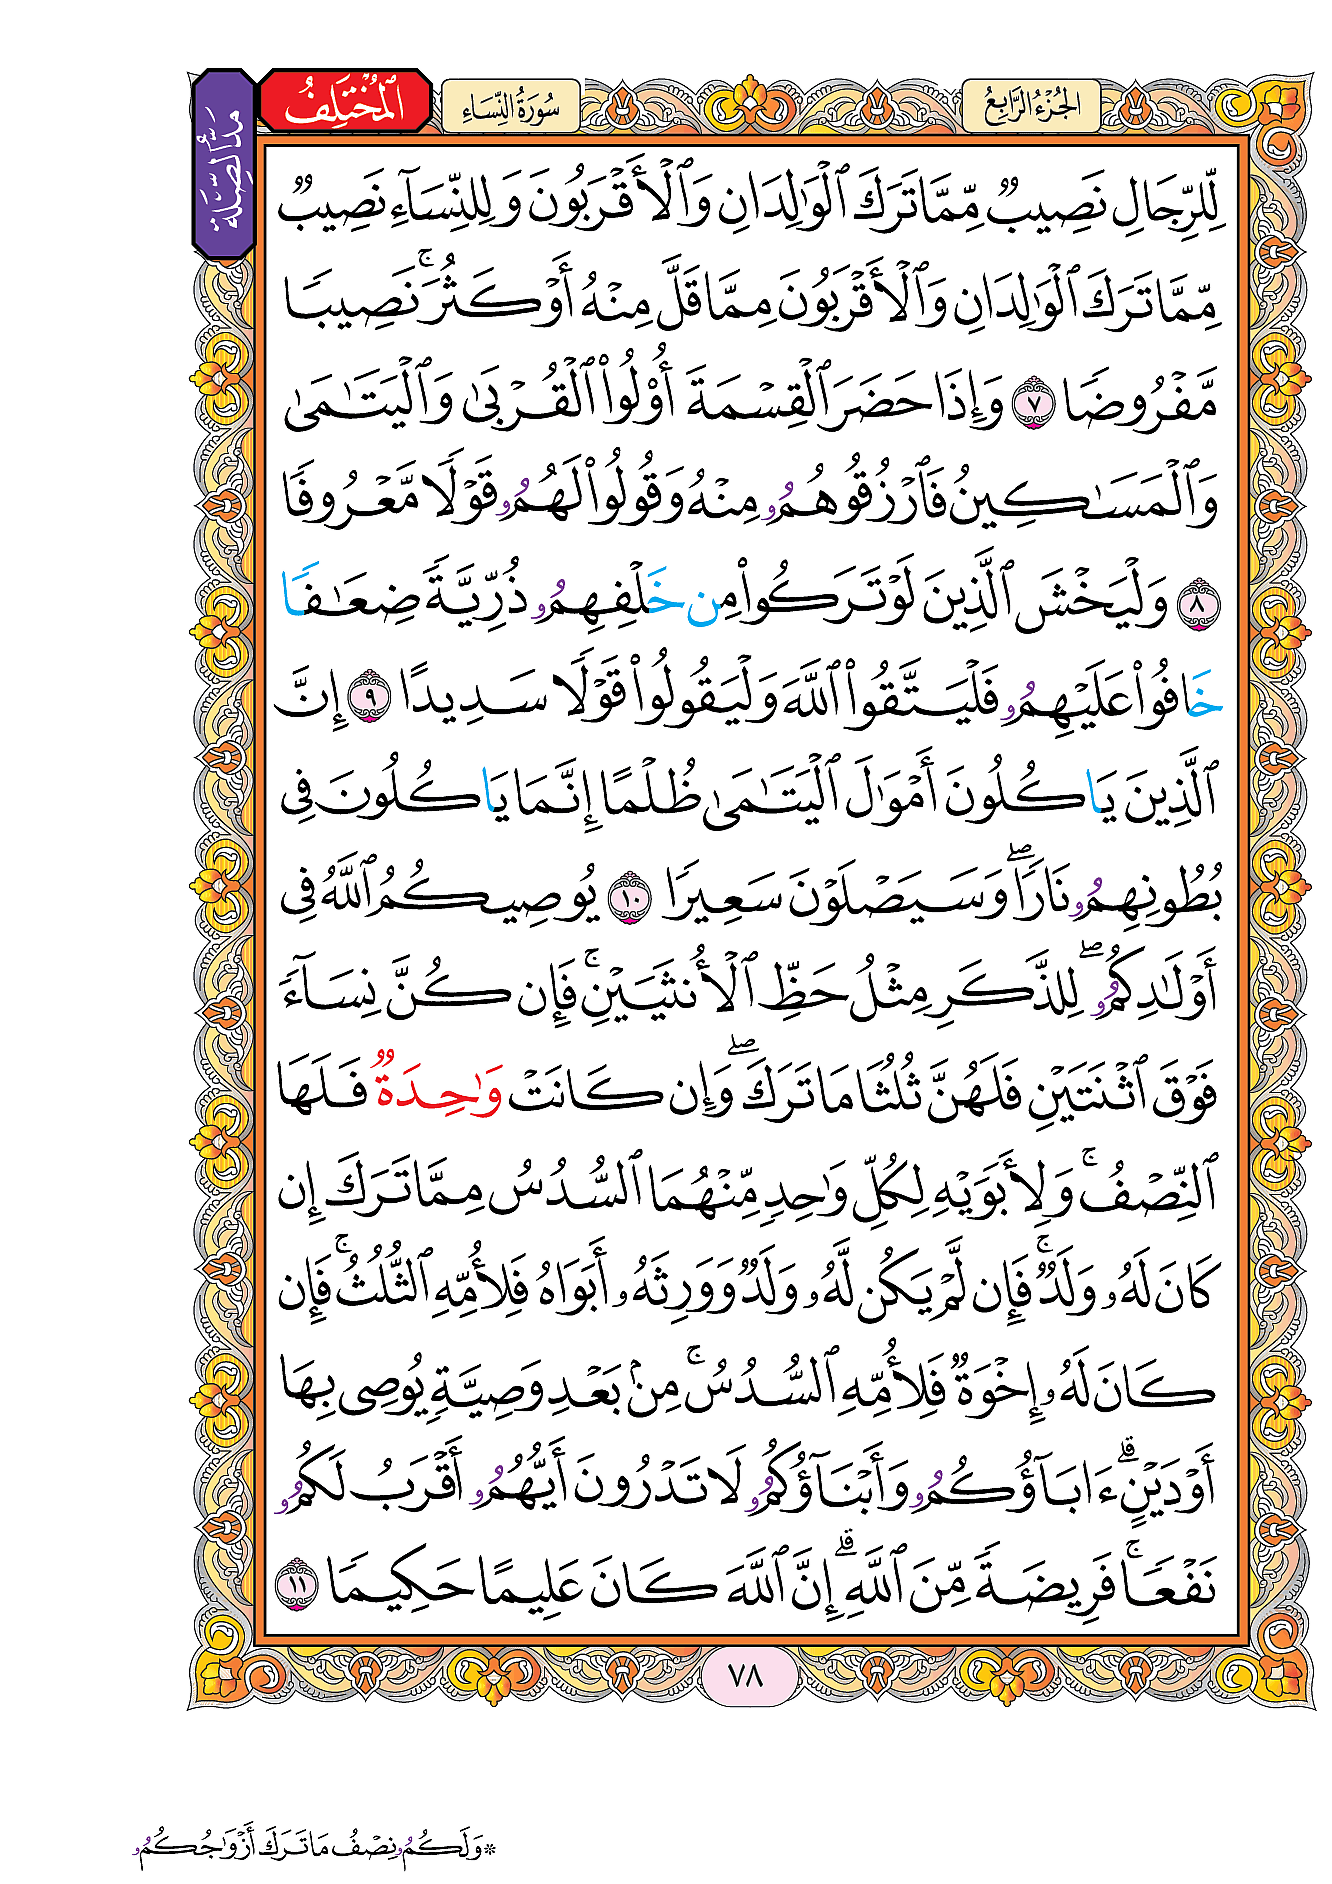 الجُزْءُ الرَّابِعُ
سُورَةُ النِّسَاءِ
المُخْتَلِفُ
مَدُّ الصِّلَة
لِّلرِّجَالِ نَصِيبٌ مِّمَّا تَرَكَ ٱلْوَٰلِدَانِ وَٱلْأَقْرَبُونَ وَلِلنِّسَآءِ نَصِيبٌ
مِّمَّا تَرَكَ ٱلْوَٰلِدَانِ وَٱلْأَقْرَبُونَ مِمَّا قَلَّ مِنْهُ أَوْ كَثُرَ ۚ نَصِيبًا
مَّفْرُوضًا ٧ وَإِذَا حَضَرَ ٱلْقِسْمَةَ أُو۟لُوا۟ ٱلْقُرْبَىٰ وَٱلْيَتَـٰمَىٰ
وَٱلْمَسَـٰكِينُ فَٱرْزُقُوهُمُۥ مِنْهُ وَقُولُوا۟ لَهُمُۥ قَوْلًا مَّعْرُوفًا
٨ وَلْيَخْشَ ٱلَّذِينَ لَوْ تَرَكُوا۟ مِن خَلْفِهِمُۥ ذُرِّيَّةً ضِعَـٰفًا
خَافُوا۟ عَلَيْهِمُۥ فَلْيَتَّقُوا۟ ٱللَّهَ وَلْيَقُولُوا۟ قَوْلًا سَدِيدًا ٩ إِنَّ
ٱلَّذِينَ يَاكُلُونَ أَمْوَٰلَ ٱلْيَتَـٰمَىٰ ظُلْمًا إِنَّمَا يَاكُلُونَ فِى
بُطُونِهِمُۥ نَارًا ۖ وَسَيَصْلَوْنَ سَعِيرًا ١٠ يُوصِيكُمُ ٱللَّهُ فِى
أَوْلَـٰدِكُمُۥ ۖ لِلذَّكَرِ مِثْلُ حَظِّ ٱلْأُنثَيَيْنِ ۚ فَإِن كُنَّ نِسَآءً
فَوْقَ ٱثْنَتَيْنِ فَلَهُنَّ ثُلُثَا مَا تَرَكَ ۖ وَإِن كَانَتْ وَٰحِدَةٌ فَلَهَا
ٱلنِّصْفُ ۚ وَلِأَبَوَيْهِ لِكُلِّ وَٰحِدٍ مِّنْهُمَا ٱلسُّدُسُ مِمَّا تَرَكَ إِن
كَانَ لَهُۥ وَلَدٌ ۚ فَإِن لَّمْ يَكُن لَّهُۥ وَلَدٌ وَوَرِثَهُۥ أَبَوَاهُ فَلِأُمِّهِ ٱلثُّلُثُ ۚ فَإِن
كَانَ لَهُۥ إِخْوَةٌ فَلِأُمِّهِ ٱلسُّدُسُ ۚ مِنۢ بَعْدِ وَصِيَّةٍ يُوصِى بِهَا
أَوْ دَيْنٍ ۗ ءَابَآؤُكُمُۥ وَأَبْنَآؤُكُمُۥ لَا تَدْرُونَ أَيُّهُمُۥ أَقْرَبُ لَكُمُۥ
نَفْعًا ۚ فَرِيضَةً مِّنَ ٱللَّهِ ۗ إِنَّ ٱللَّهَ كَانَ عَلِيمًا حَكِيمًا ١١
٧٨
* وَلَكُمُۥ نِصْفُ مَا تَرَكَ أَزْوَٰجُكُمُۥ